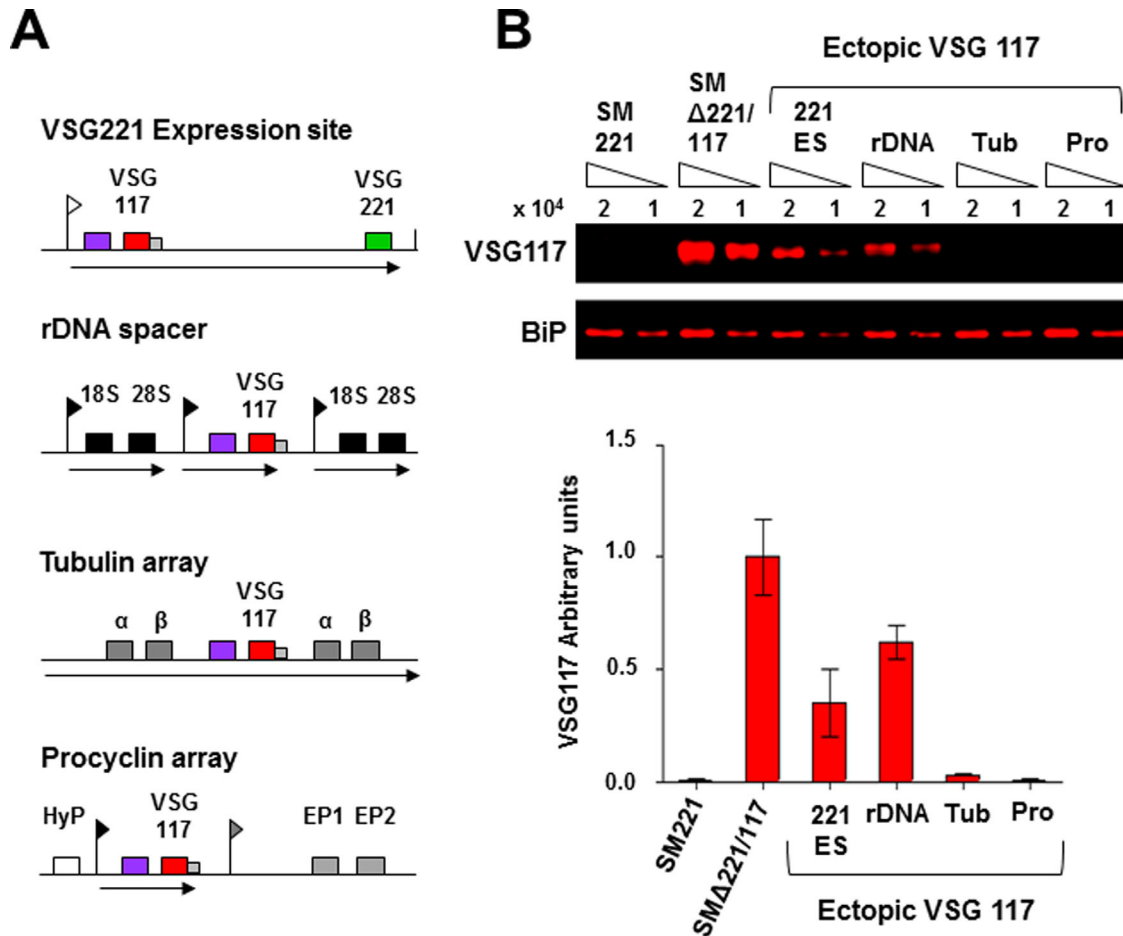 A
VSG221 Expression site
VSG
117
VSG
221
rDNA spacer
18S 28S
VSG
117
18S 28S
Tubulin array
α β
VSG
117
α β
Procyclin array
HyP
VSG
117
EP1 EP2
B
Ectopic VSG 117
SM
221
SM
Δ221/
117
221
ES
rDNA
Tub
Pro
x 10⁴ 2 1 2 1 2 1 2 1 2 1 2 1
VSG117
BiP
VSG117 Arbitrary units
1.5
1.0
0.5
0.0
SM221
SMΔ221/117
221
ES
rDNA
Tub
Pro
Ectopic VSG 117